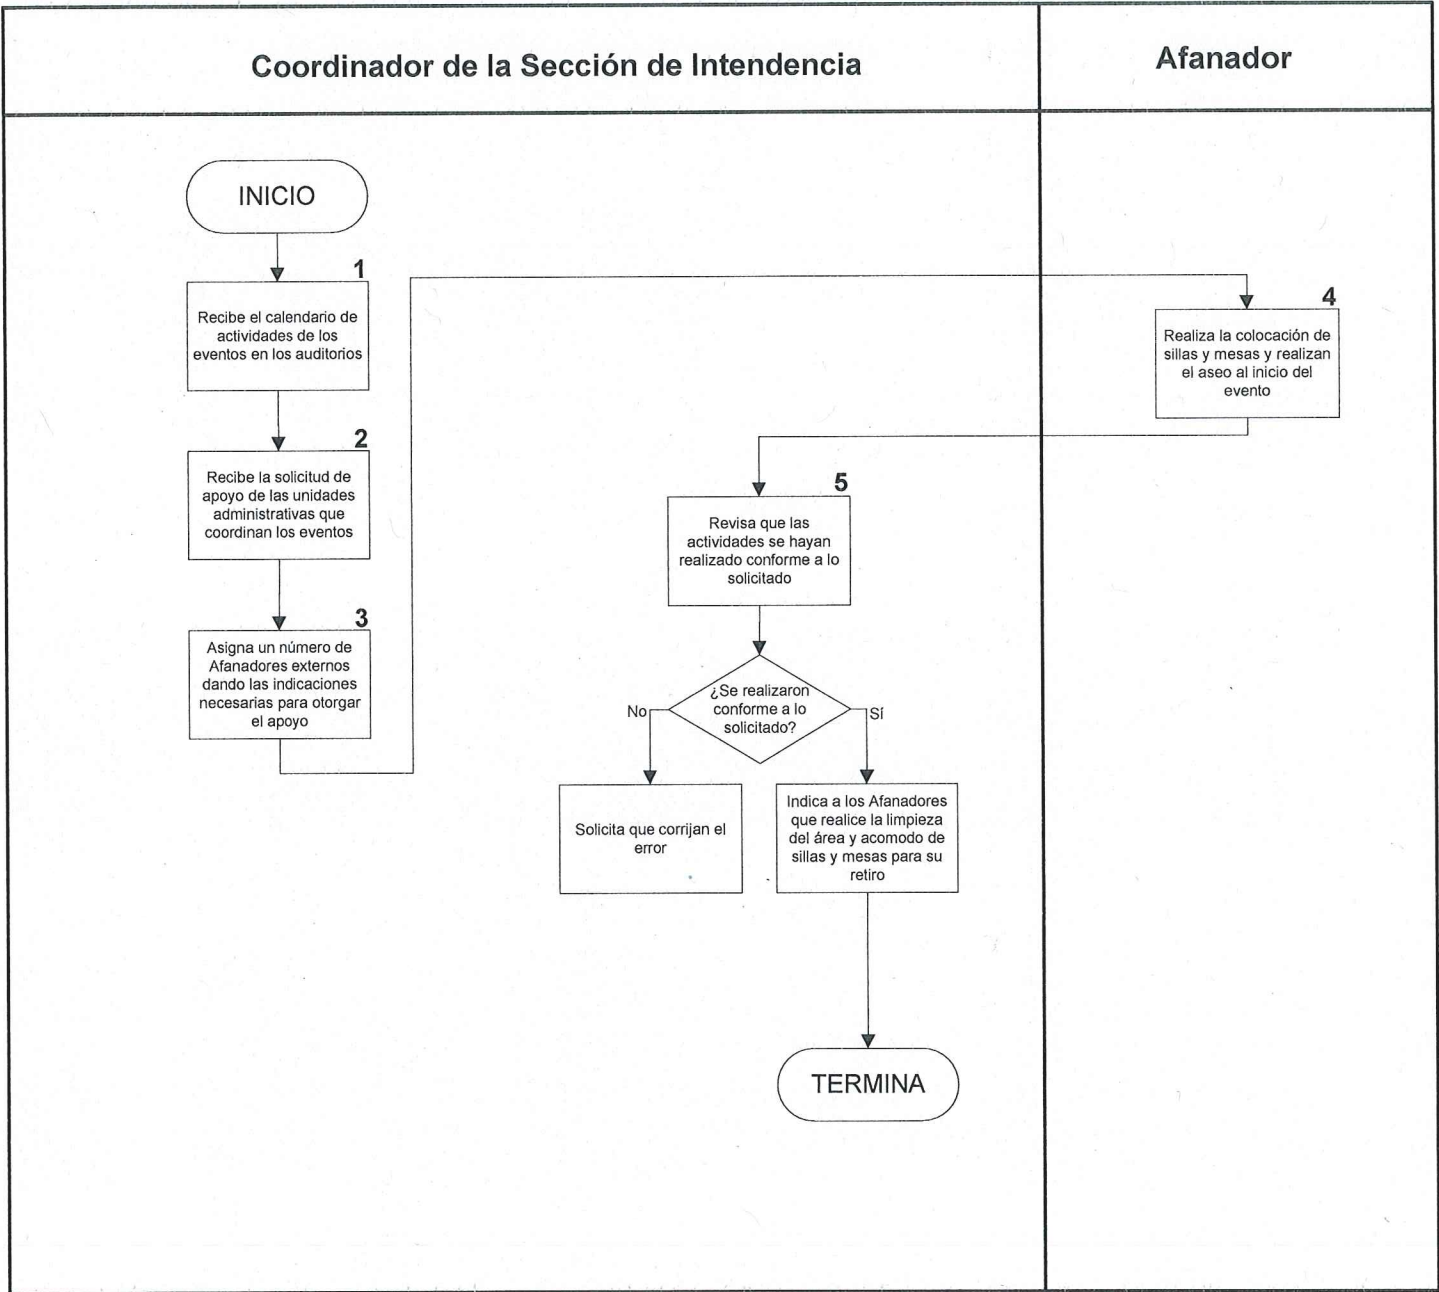 Coordinador de la Sección de Intendencia
Afanador
INICIO
1
Recibe el calendario de
actividades de los
eventos en los auditorios
2
Recibe la solicitud de
apoyo de las unidades
administrativas que
coordinan los eventos
3
Asigna un número de
Afanadores externos
dando las indicaciones
necesarias para otorgar
el apoyo
4
Realiza la colocación de
sillas y mesas y realizan
el aseo al inicio del
evento
5
Revisa que las
actividades se hayan
realizado conforme a lo
solicitado
¿Se realizaron
conforme a lo
solicitado?
No
Sí
Solicita que corrijan el
error
Indica a los Afanadores
que realice la limpieza
del área y acomodo de
sillas y mesas para su
retiro
TERMINA